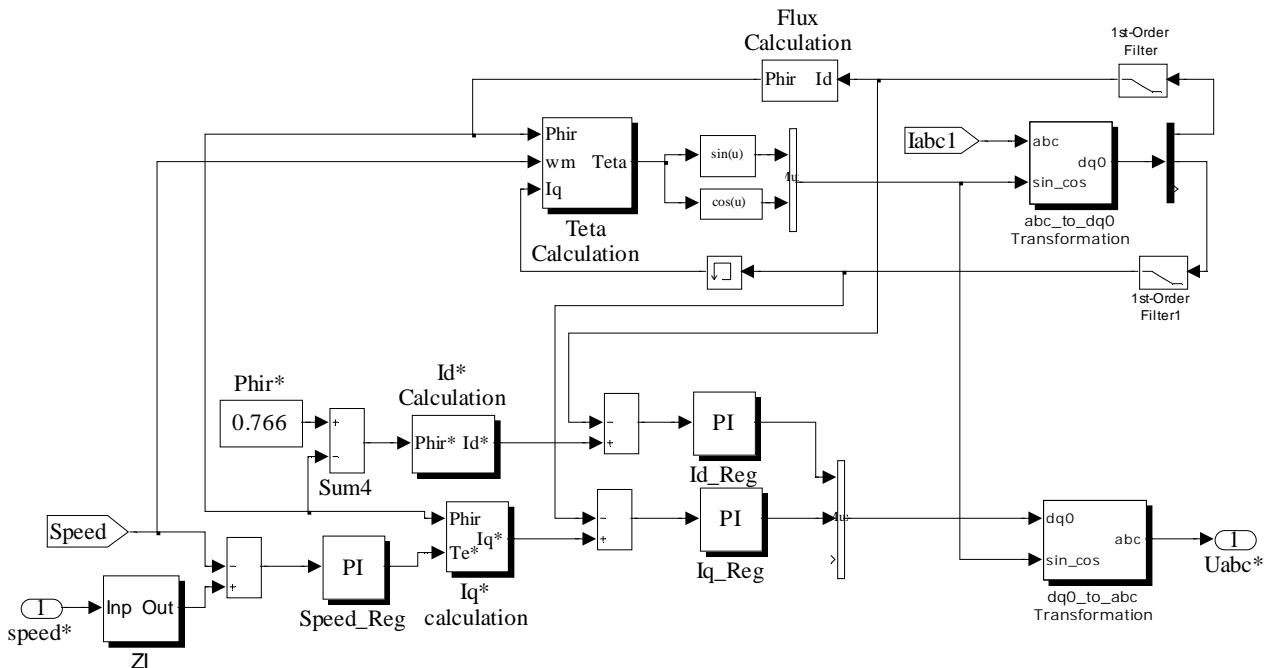 Flux
Calculation
Phir Id
1st-Order
Filter
Iabc1
abc
dq0
sin_cos
abc_to_dq0
Transformation
Phir
wm
Iq
Teta
Teta
Calculation
sin(u)
cos(u)
1st-Order
Filter1
Phir*
0.766
+
−
Sum4
Id*
Calculation
Phir* Id*
−
+
PI
Id_Reg
Speed
Phir
Te*
Iq*
Iq*
calculation
−
+
PI
Iq_Reg
−
+
PI
Speed_Reg
1
speed*
Inp Out
ZI
dq0
sin_cos
abc
dq0_to_abc
Transformation
1
Uabc*